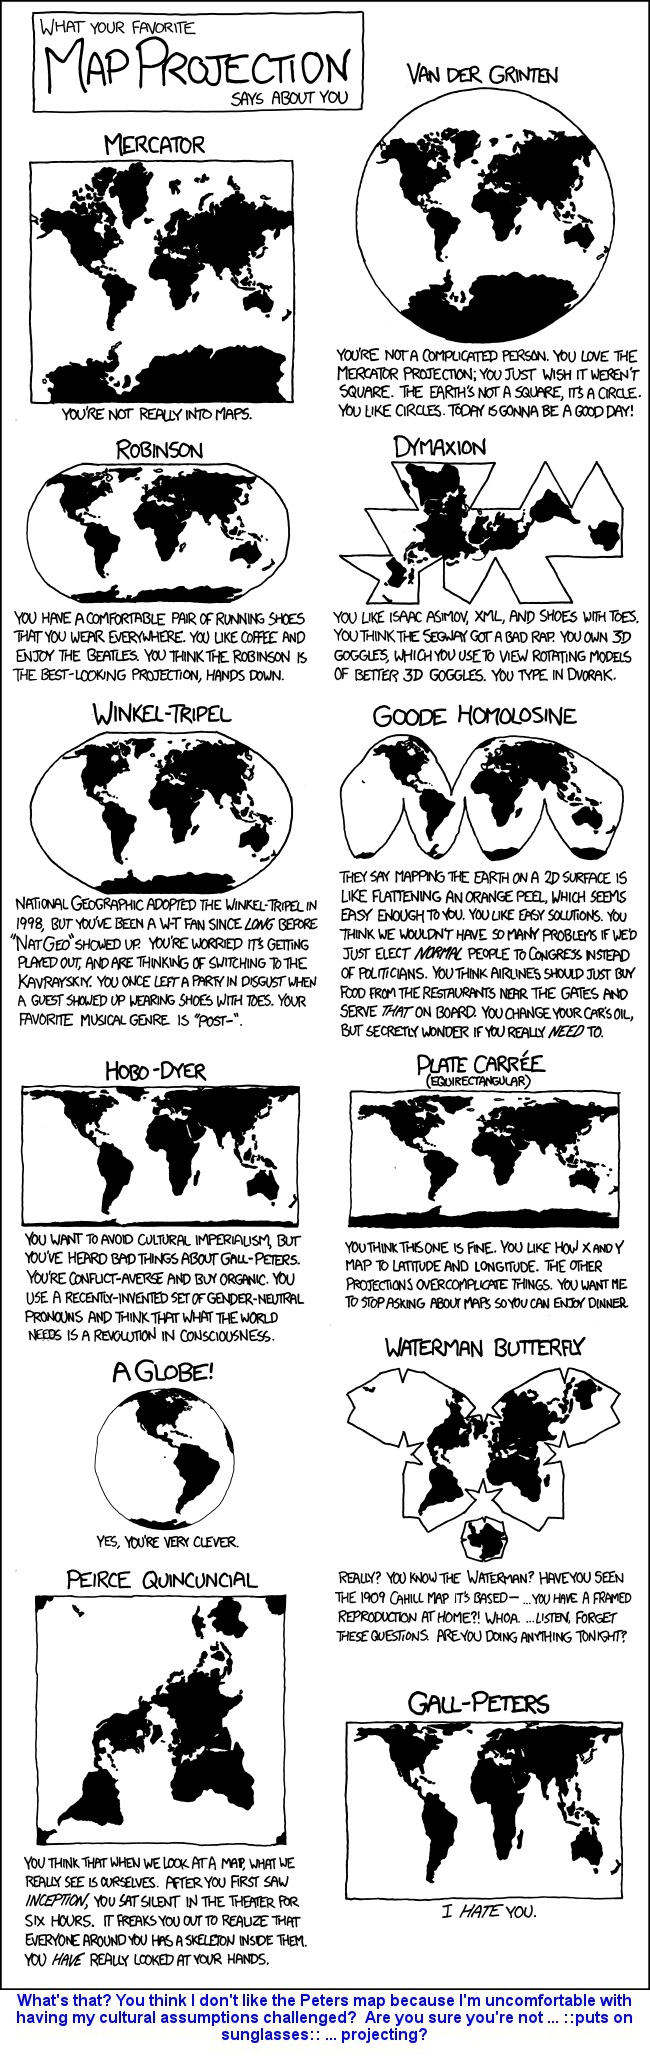 WHAT YOUR FAVORITE
MAP PROJECTION
SAYS ABOUT YOU
MERCATOR
YOU'RE NOT REALLY INTO MAPS.
VAN DER GRINTEN
YOU'RE NOT A COMPLICATED PERSON. YOU LOVE THE
MERCATOR PROJECTION; YOU JUST WISH IT WEREN'T
SQUARE. THE EARTH'S NOT A SQUARE, IT'S A CIRCLE.
YOU LIKE CIRCLES. TODAY IS GONNA BE A GOOD DAY!
ROBINSON
YOU HAVE A COMFORTABLE PAIR OF RUNNING SHOES
THAT YOU WEAR EVERYWHERE. YOU LIKE COFFEE AND
ENJOY THE BEATLES. YOU THINK THE ROBINSON IS
THE BEST-LOOKING PROJECTION, HANDS DOWN.
DYMAXION
YOU LIKE ISAAC ASIMOV, XML, AND SHOES WITH TOES.
YOU THINK THE SEGWAY GOT A BAD RAP. YOU OWN 3D
GOGGLES, WHICH YOU USE TO VIEW ROTATING MODELS
OF BETTER 3D GOGGLES. YOU TYPE IN DVORAK.
WINKEL-TRIPEL
NATIONAL GEOGRAPHIC ADOPTED THE WINKEL-TRIPEL IN
1998, BUT YOU'VE BEEN A W-T FAN SINCE LONG BEFORE
"NAT GEO" SHOWED UP. YOU'RE WORRIED IT'S GETTING
PLAYED OUT, AND ARE THINKING OF SWITCHING TO THE
KAVRAYSKIY. YOU ONCE LEFT A PARTY IN DISGUST WHEN
A GUEST SHOWED UP WEARING SHOES WITH TOES. YOUR
FAVORITE MUSICAL GENRE IS "POST–".
GOODE HOMOLOSINE
THEY SAY MAPPING THE EARTH ON A 2D SURFACE IS
LIKE FLATTENING AN ORANGE PEEL, WHICH SEEMS
EASY ENOUGH TO YOU. YOU LIKE EASY SOLUTIONS. YOU
THINK WE WOULDN'T HAVE SO MANY PROBLEMS IF WE'D
JUST ELECT NORMAL PEOPLE TO CONGRESS INSTEAD
OF POLITICIANS. YOU THINK AIRLINES SHOULD JUST BUY
FOOD FROM THE RESTAURANTS NEAR THE GATES AND
SERVE THAT ON BOARD. YOU CHANGE YOUR CAR'S OIL,
BUT SECRETLY WONDER IF YOU REALLY NEED TO.
HOBO-DYER
YOU WANT TO AVOID CULTURAL IMPERIALISM, BUT
YOU'VE HEARD BAD THINGS ABOUT GALL-PETERS.
YOU'RE CONFLICT-AVERSE AND BUY ORGANIC. YOU
USE A RECENTLY-INVENTED SET OF GENDER-NEUTRAL
PRONOUNS AND THINK THAT WHAT THE WORLD
NEEDS IS A REVOLUTION IN CONSCIOUSNESS.
PLATE CARRÉE
(EQUIRECTANGULAR)
YOU THINK THIS ONE IS FINE. YOU LIKE HOW X AND Y
MAP TO LATITUDE AND LONGITUDE. THE OTHER
PROJECTIONS OVERCOMPLICATE THINGS. YOU WANT ME
TO STOP ASKING ABOUT MAPS SO YOU CAN ENJOY DINNER.
A GLOBE!
YES, YOU'RE VERY CLEVER.
WATERMAN BUTTERFLY
REALLY? YOU KNOW THE WATERMAN? HAVE YOU SEEN
THE 1909 CAHILL MAP IT'S BASED— ...YOU HAVE A FRAMED
REPRODUCTION AT HOME?! WHOA. ...LISTEN, FORGET
THESE QUESTIONS. ARE YOU DOING ANYTHING TONIGHT?
PEIRCE QUINCUNCIAL
YOU THINK THAT WHEN WE LOOK AT A MAP, WHAT WE
REALLY SEE IS OURSELVES. AFTER YOU FIRST SAW
INCEPTION, YOU SAT SILENT IN THE THEATER FOR
SIX HOURS. IT FREAKS YOU OUT TO REALIZE THAT
EVERYONE AROUND YOU HAS A SKELETON INSIDE THEM.
YOU HAVE REALLY LOOKED AT YOUR HANDS.
GALL-PETERS
I HATE YOU.
What's that? You think I don't like the Peters map because I'm uncomfortable with
having my cultural assumptions challenged? Are you sure you're not ... ::puts on
sunglasses:: ... projecting?